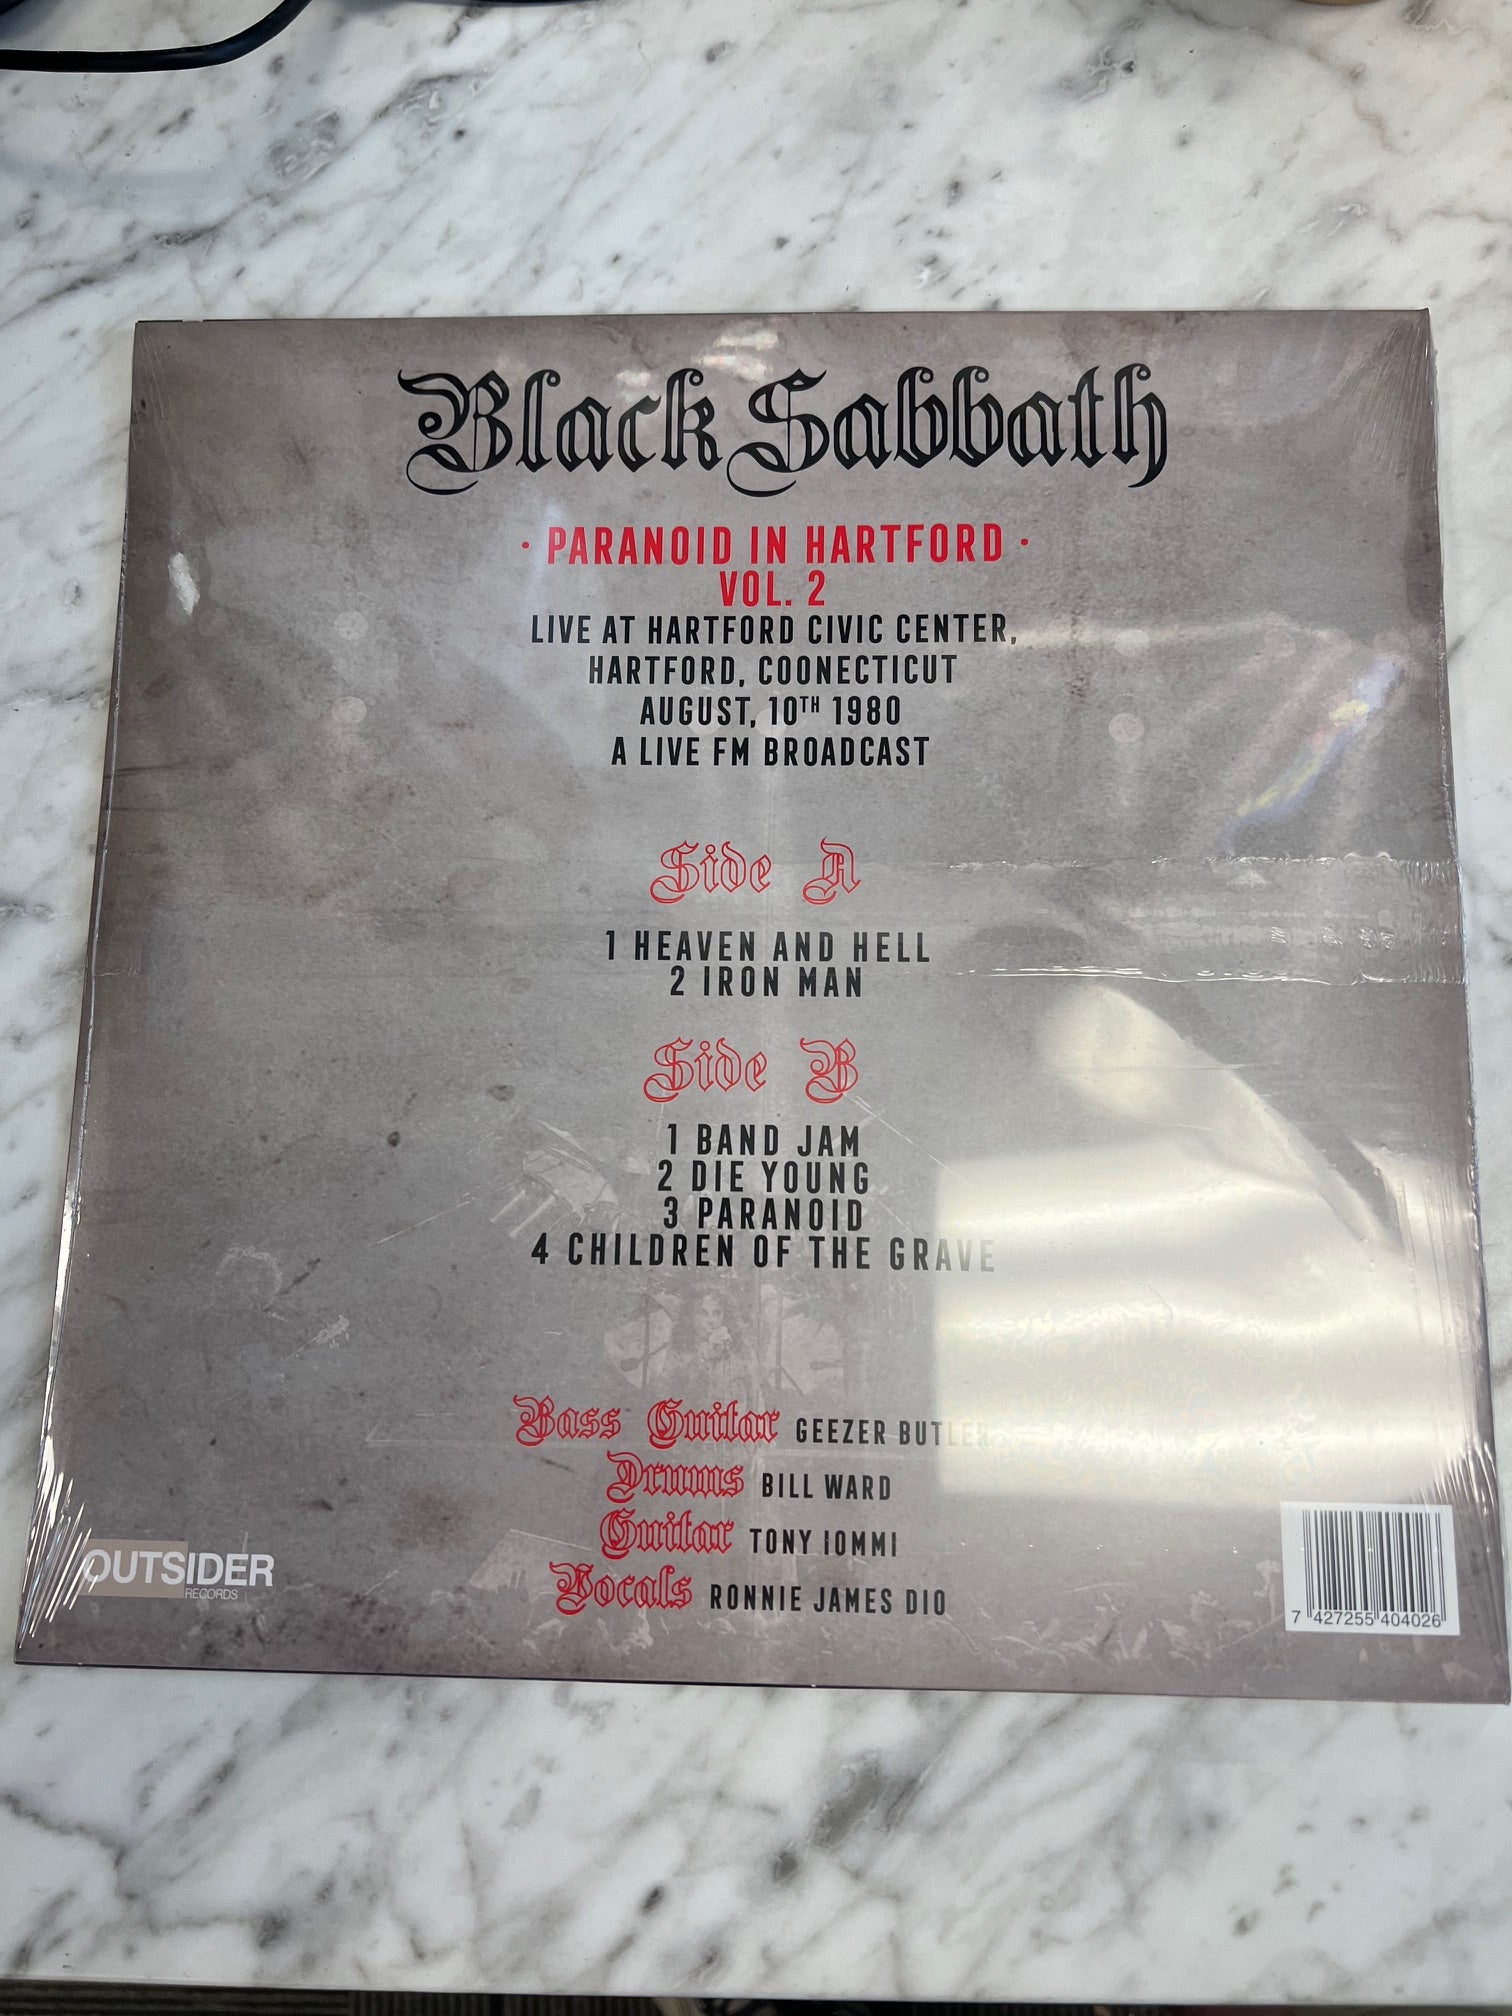 Black Sabbath
· PARANOID IN HARTFORD ·
VOL. 2
LIVE AT HARTFORD CIVIC CENTER,
HARTFORD, COONECTICUT
AUGUST, 10TH 1980
A LIVE FM BROADCAST
Side A
1 HEAVEN AND HELL
2 IRON MAN
Side B
1 BAND JAM
2 DIE YOUNG
3 PARANOID
4 CHILDREN OF THE GRAVE
Bass Guitar GEEZER BUTLER
Drums BILL WARD
Guitar TONY IOMMI
Vocals RONNIE JAMES DIO
OUTSIDER
RECORDS
7 427255 404026